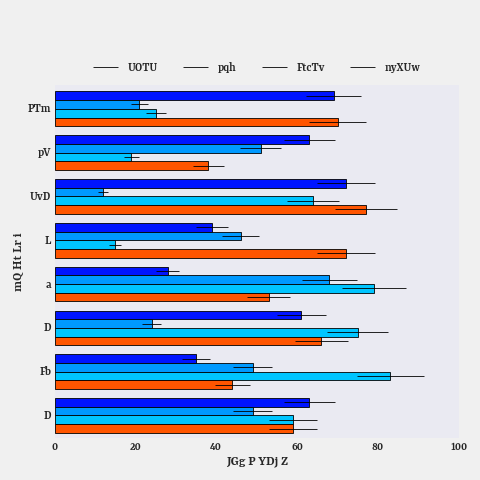 UOTU pqh FtcTv nyXUw
PTm
pV
UvD
L
a
D
Fb
D
mQ Ht Lr i
0 20 40 60 80 100
JGg P YDj Z